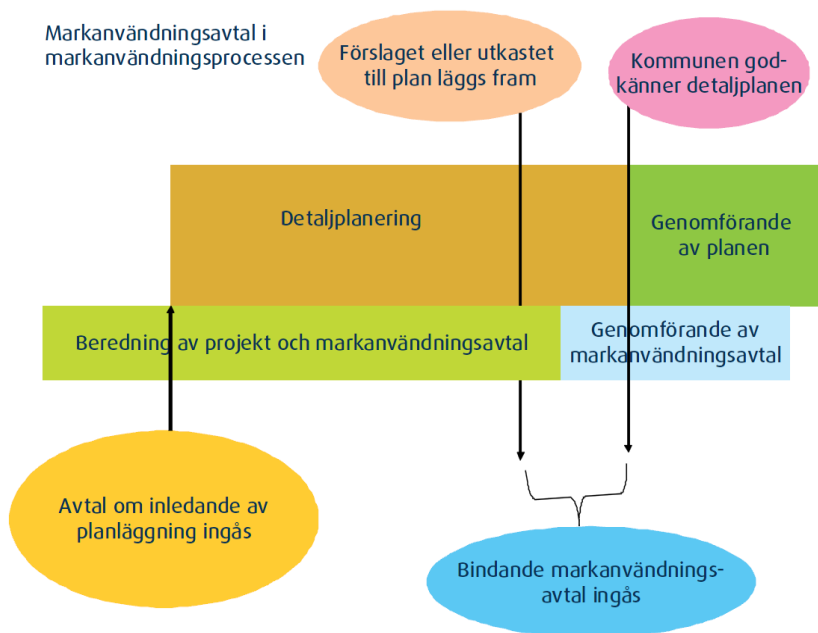 Markanvändningsavtal i
markanvändningsprocessen
Förslaget eller utkastet
till plan läggs fram
Kommunen god-
känner detaljplanen
Detaljplanering
Genomförande
av planen
Beredning av projekt och markanvändningsavtal
Genomförande av
markanvändningsavtal
Avtal om inledande av
planläggning ingås
Bindande markanvändnings-
avtal ingås